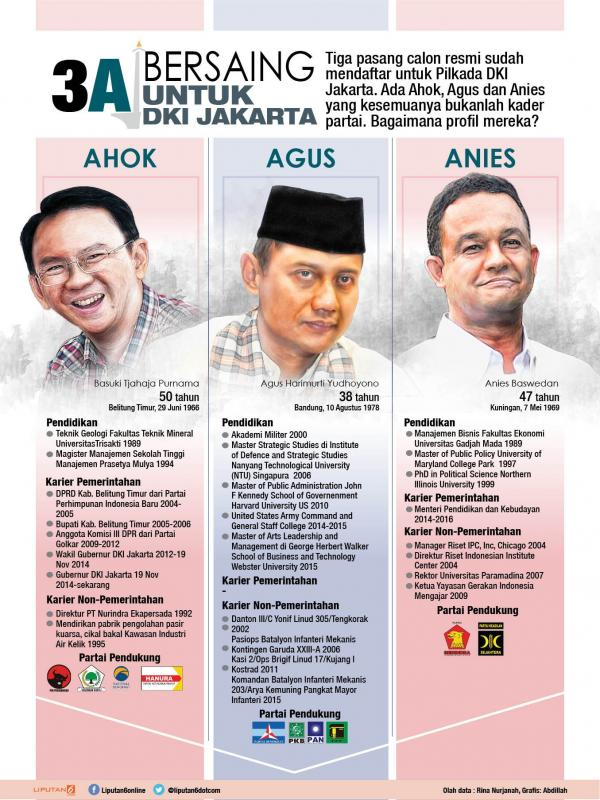 3A BERSAING
UNTUK
DKI JAKARTA
Tiga pasang calon resmi sudah
mendaftar untuk Pilkada DKI
Jakarta. Ada Ahok, Agus dan Anies
yang kesemuanya bukanlah kader
partai. Bagaimana profil mereka?
AHOK
Basuki Tjahaja Purnama
50 tahun
Belitung Timur, 29 Juni 1966
Pendidikan
Teknik Geologi Fakultas Teknik Mineral
UniversitasTrisakti 1989
Magister Manajemen Sekolah Tinggi
Manajemen Prasetya Mulya 1994
Karier Pemerintahan
DPRD Kab. Belitung Timur dari Partai
Perhimpunan Indonesia Baru 2004-
2005
Bupati Kab. Belitung Timur 2005-2006
Anggota Komisi III DPR dari Partai
Golkar 2009-2012
Wakil Gubernur DKI Jakarta 2012-19
Nov 2014
Gubernur DKI Jakarta 19 Nov
2014-sekarang
Karier Non-Pemerintahan
Direktur PT Nurindra Ekapersada 1992
Mendirikan pabrik pengolahan pasir
kuarsa, cikal bakal Kawasan Industri
Air Kelik 1995
Partai Pendukung
HANURA
AGUS
Agus Harimurti Yudhoyono
38 tahun
Bandung, 10 Agustus 1978
Pendidikan
Akademi Militer 2000
Master Strategic Studies di Institute
of Defence and Strategic Studies
Nanyang Technological University
(NTU) Singapura 2006
Master of Public Administration John
F Kennedy School of Governenment
Harvard University US 2010
United States Army Command and
General Staff College 2014-2015
Master of Arts Leadership and
Management di George Herbert Walker
School of Business and Technology
Webster University 2015
Karier Pemerintahan
-
Karier Non-Pemerintahan
Danton III/C Yonif Linud 305/Tengkorak
2002
Pasiops Batalyon Infanteri Mekanis
Kontingen Garuda XXIII-A 2006
Kasi 2/Ops Brigif Linud 17/Kujang I
Kostrad 2011
Komandan Batalyon Infanteri Mekanis
203/Arya Kemuning Pangkat Mayor
Infanteri 2015
Partai Pendukung
PKB
PAN
ANIES
Anies Baswedan
47 tahun
Kuningan, 7 Mei 1969
Pendidikan
Manajemen Bisnis Fakultas Ekonomi
Universitas Gadjah Mada 1989
Master of Public Policy University of
Maryland College Park 1997
PhD in Political Science Northern
Illinois University 1999
Karier Pemerintahan
Menteri Pendidikan dan Kebudayan
2014-2016
Karier Non-Pemerintahan
Manager Riset IPC, Inc, Chicago 2004
Direktur Riset Indonesian Institute
Center 2004
Rektor Universitas Paramadina 2007
Ketua Yayasan Gerakan Indonesia
Mengajar 2009
Partai Pendukung
GERINDRA
SEJAHTERA
LIPUTAN6
Liputan6online
@liputan6dotcom
Olah data : Rina Nurjanah, Grafis: Abdillah